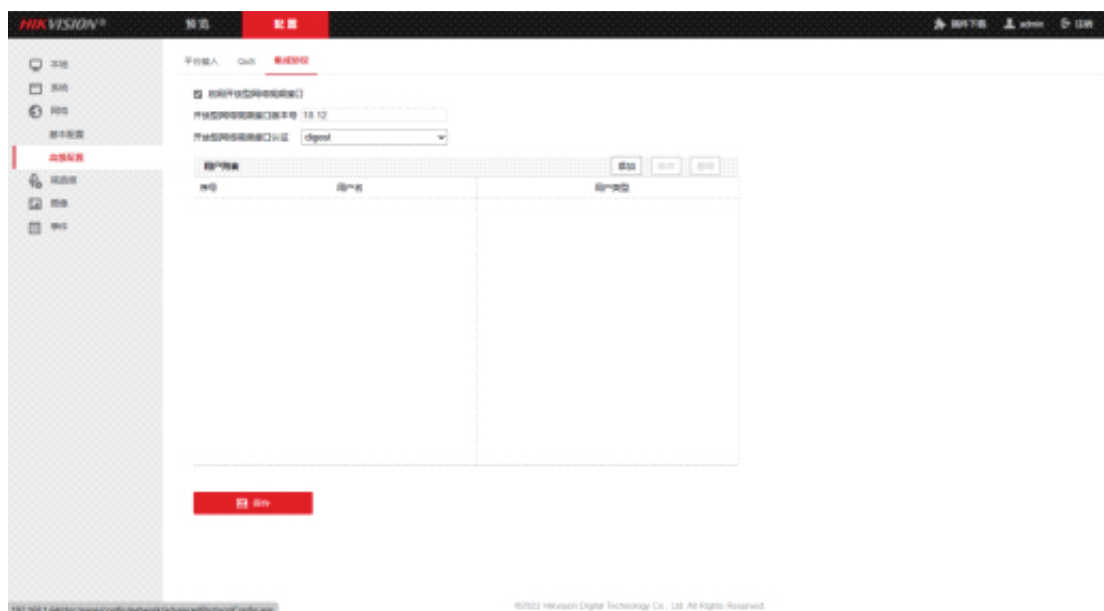 HIKVISION®
预览
配置
插件下载
admin
注销
本地
系统
网络
基本配置
高级配置
视音频
图像
事件
平台接入
QoS
集成协议
启用开放型网络视频接口
开放型网络视频接口版本号 18.12
开放型网络视频接口认证 digest
用户列表
添加
修改
删除
序号
用户名
用户类型
保存
©2022 Hikvision Digital Technology Co., Ltd. All Rights Reserved.